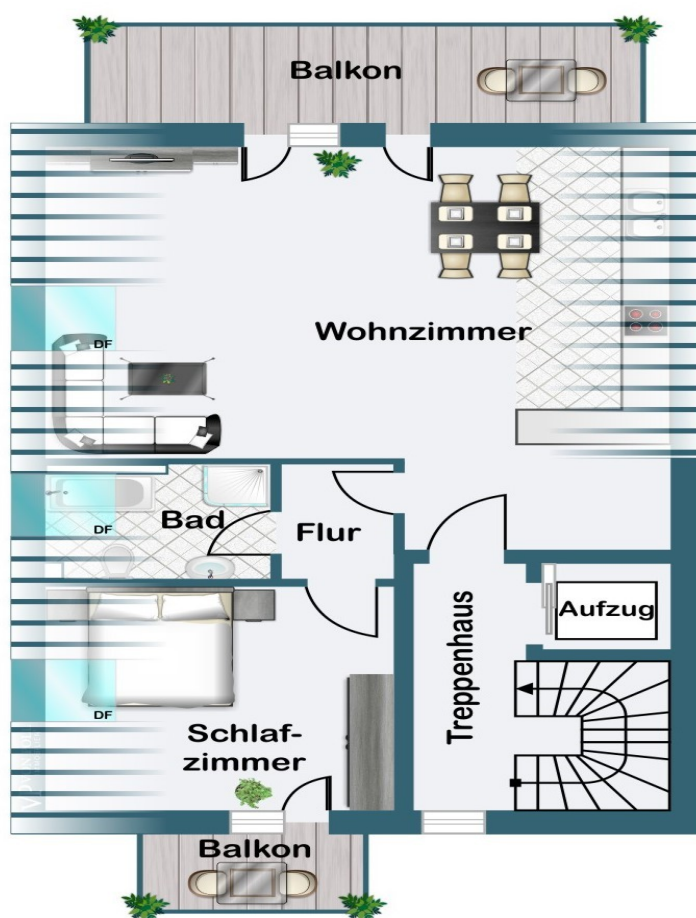 Balkon
Wohnzimmer
DF
Bad
DF
Flur
Treppenhaus
Aufzug
DF
Schlaf-
zimmer
Balkon